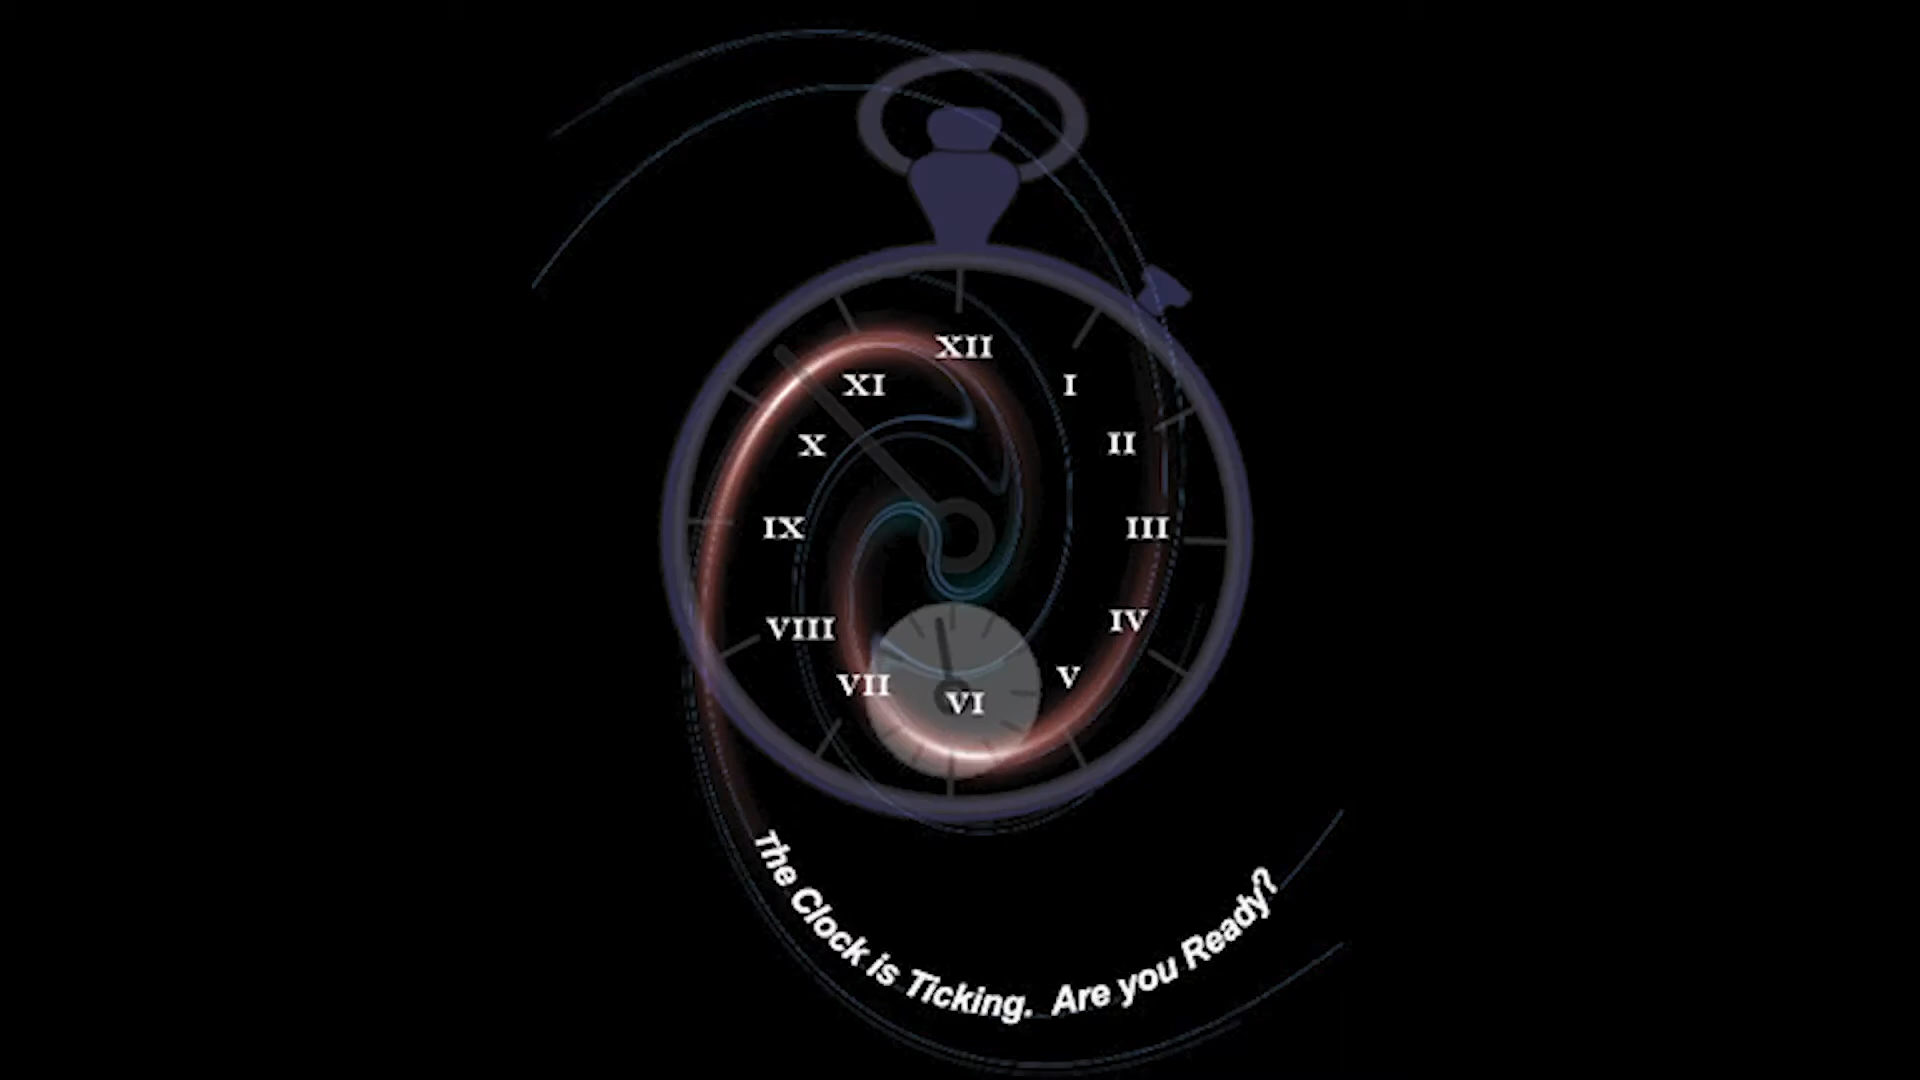 XII
I
II
III
IV
V
VI
VII
VIII
IX
X
XI
The Clock is Ticking. Are you Ready?